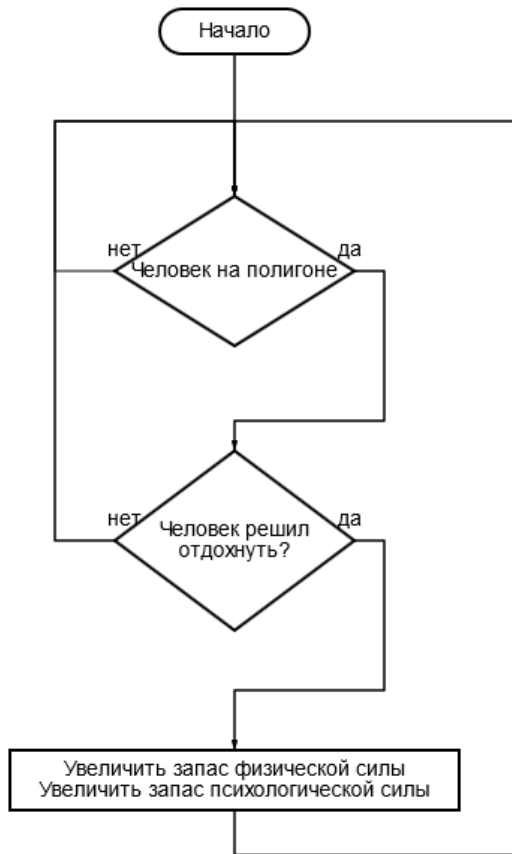 Начало
нет
да
Человек на полигоне
нет
да
Человек решил
отдохнуть?
Увеличить запас физической силы
Увеличить запас психологической силы